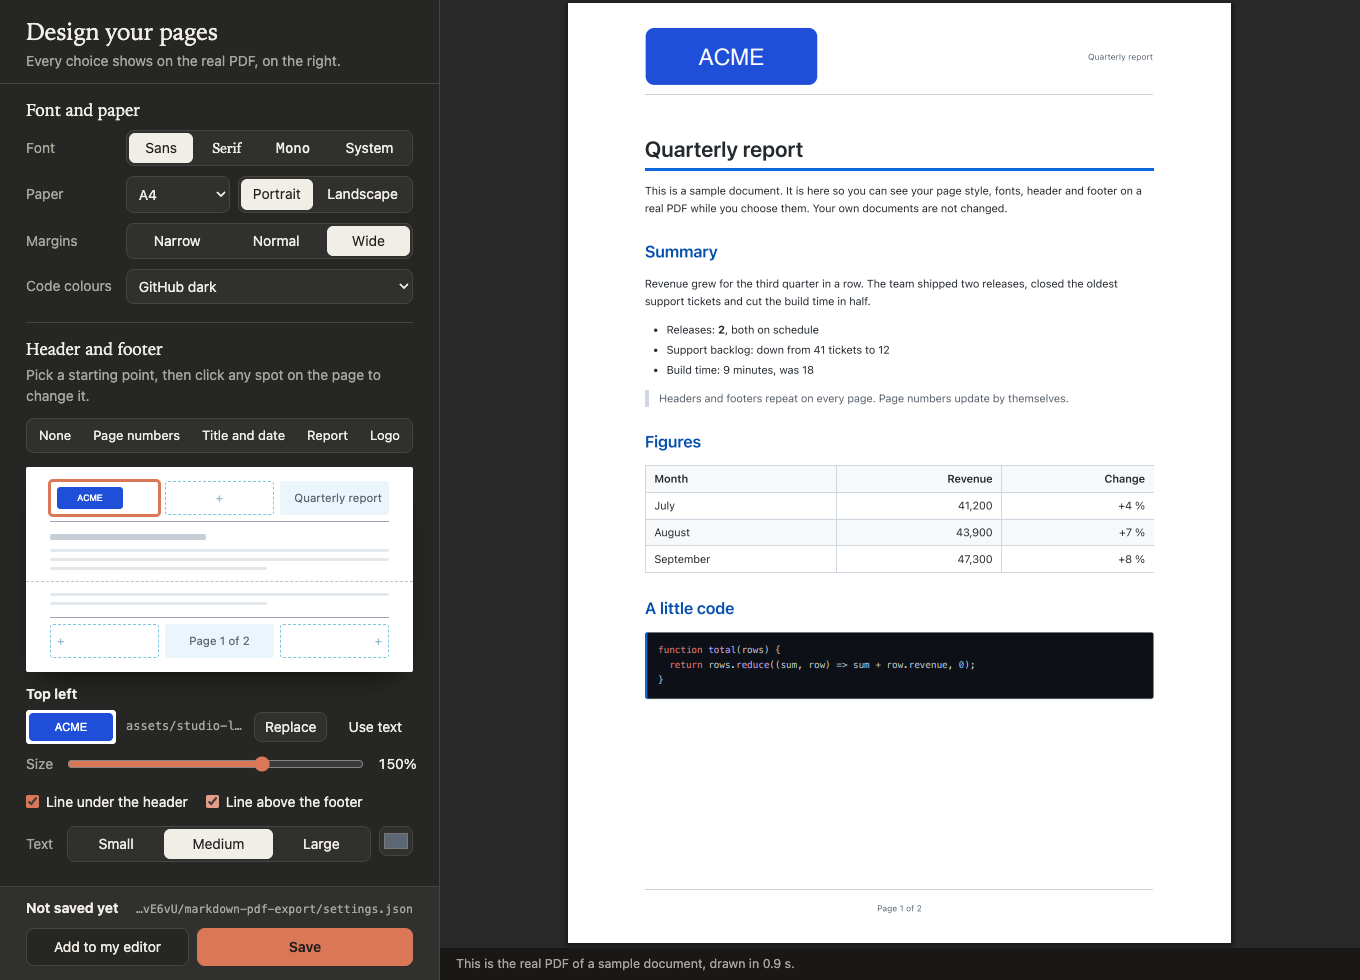 Design your pages
Every choice shows on the real PDF, on the right.
Font and paper
Font
Sans
Serif
Mono
System
Paper
A4
Portrait
Landscape
Margins
Narrow
Normal
Wide
Code colours
GitHub dark
Header and footer
Pick a starting point, then click any spot on the page to
change it.
None
Page numbers
Title and date
Report
Logo
ACME
+
Quarterly report
+
Page 1 of 2
+
Top left
ACME
assets/studio-l…
Replace
Use text
Size
150%
Line under the header
Line above the footer
Text
Small
Medium
Large
Not saved yet
…vE6vU/markdown-pdf-export/settings.json
Add to my editor
Save
ACME
Quarterly report
Quarterly report
This is a sample document. It is here so you can see your page style, fonts, header and footer on a
real PDF while you choose them. Your own documents are not changed.
Summary
Revenue grew for the third quarter in a row. The team shipped two releases, closed the oldest
support tickets and cut the build time in half.
• Releases: 2, both on schedule
• Support backlog: down from 41 tickets to 12
• Build time: 9 minutes, was 18
Headers and footers repeat on every page. Page numbers update by themselves.
Figures
Month Revenue Change
July 41,200 +4 %
August 43,900 +7 %
September 47,300 +8 %
A little code
function total(rows) {
  return rows.reduce((sum, row) => sum + row.revenue, 0);
}
Page 1 of 2
This is the real PDF of a sample document, drawn in 0.9 s.